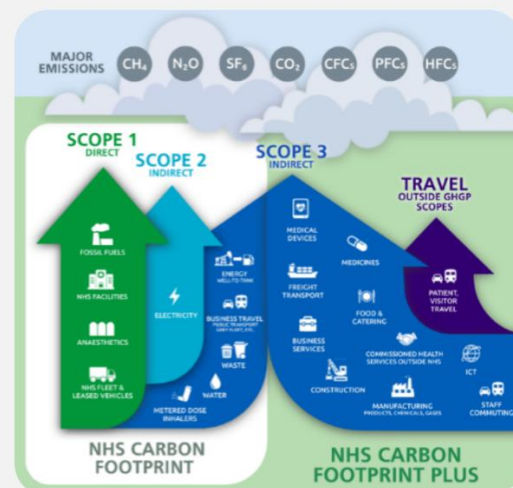 MAJOR
EMISSIONS
CH₄
N₂O
SF₆
CO₂
CFCs
PFCs
HFCs
SCOPE 1
DIRECT
SCOPE 2
INDIRECT
SCOPE 3
INDIRECT
TRAVEL
OUTSIDE GHGP
SCOPES
FOSSIL FUELS
NHS FACILITIES
ANAESTHETICS
NHS FLEET &
LEASED VEHICLES
ELECTRICITY
ENERGY
WELL-TO-TANK
BUSINESS TRAVEL
PUBLIC TRANSPORT
GREY FLEET, ETC.
WASTE
WATER
METERED DOSE
INHALERS
MEDICAL
DEVICES
MEDICINES
FREIGHT
TRANSPORT
FOOD &
CATERING
BUSINESS
SERVICES
COMMISSIONED HEALTH
SERVICES OUTSIDE NHS
ICT
CONSTRUCTION
MANUFACTURING
PRODUCTS, CHEMICALS, GASES
STAFF
COMMUTING
PATIENT,
VISITOR
TRAVEL
NHS CARBON
FOOTPRINT
NHS CARBON
FOOTPRINT PLUS